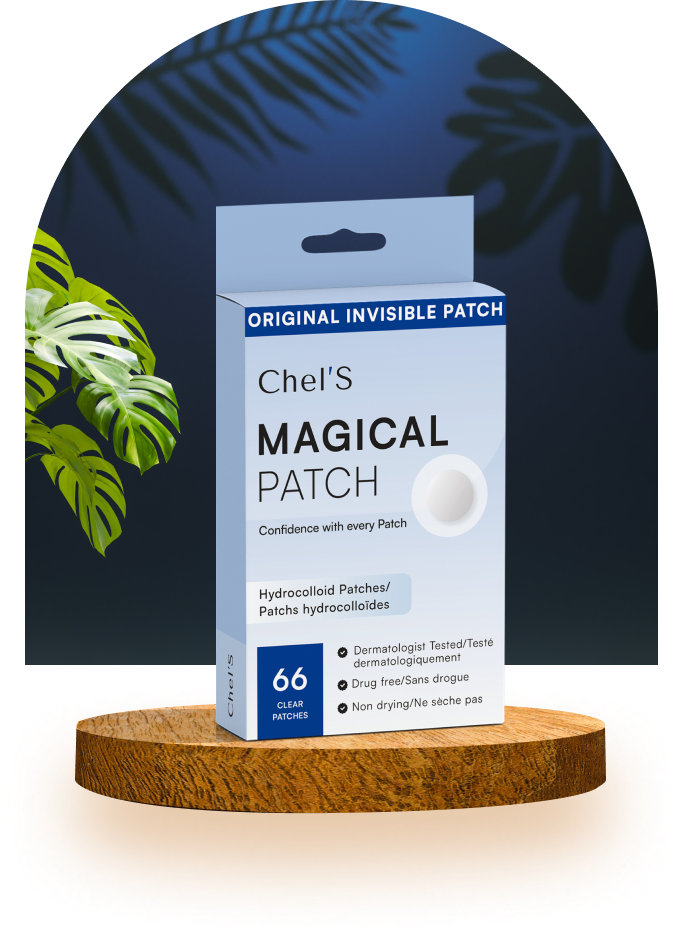 ORIGINAL INVISIBLE PATCH
Chel'S
MAGICAL
PATCH
Confidence with every Patch
Hydrocolloid Patches/
Patchs hydrocolloïdes
66
CLEAR
PATCHES
Dermatologist Tested/Testé
dermatologiquement
Drug free/Sans drogue
Non drying/Ne sèche pas
Chel'S